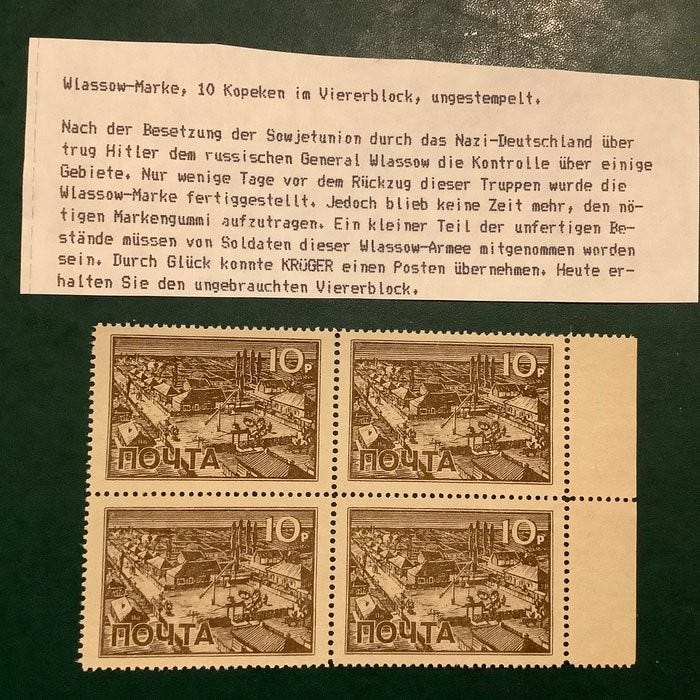 Wlassow-Marke, 10 Kopeken im Viererblock, ungestempelt.
Nach der Besetzung der Sowjetunion durch das Nazi-Deutschland über
trug Hitler dem russischen General Wlassow die Kontrolle über einige
Gebiete. Nur wenige Tage vor dem Rückzug dieser Truppen wurde die
Wlassow-Marke fertiggestellt. Jedoch blieb keine Zeit mehr, den nö-
tigen Markengummi aufzutragen. Ein kleiner Teil der unfertigen Be-
stände müssen von Soldaten dieser Wlassow-Armee mitgenommen worden
sein. Durch Glück konnte KRÜGER einen Posten übernehmen. Heute er-
halten Sie den ungebrauchten Viererblock.
10р 10р
ПОЧТА ПОЧТА
10р 10р
ПОЧТА ПОЧТА